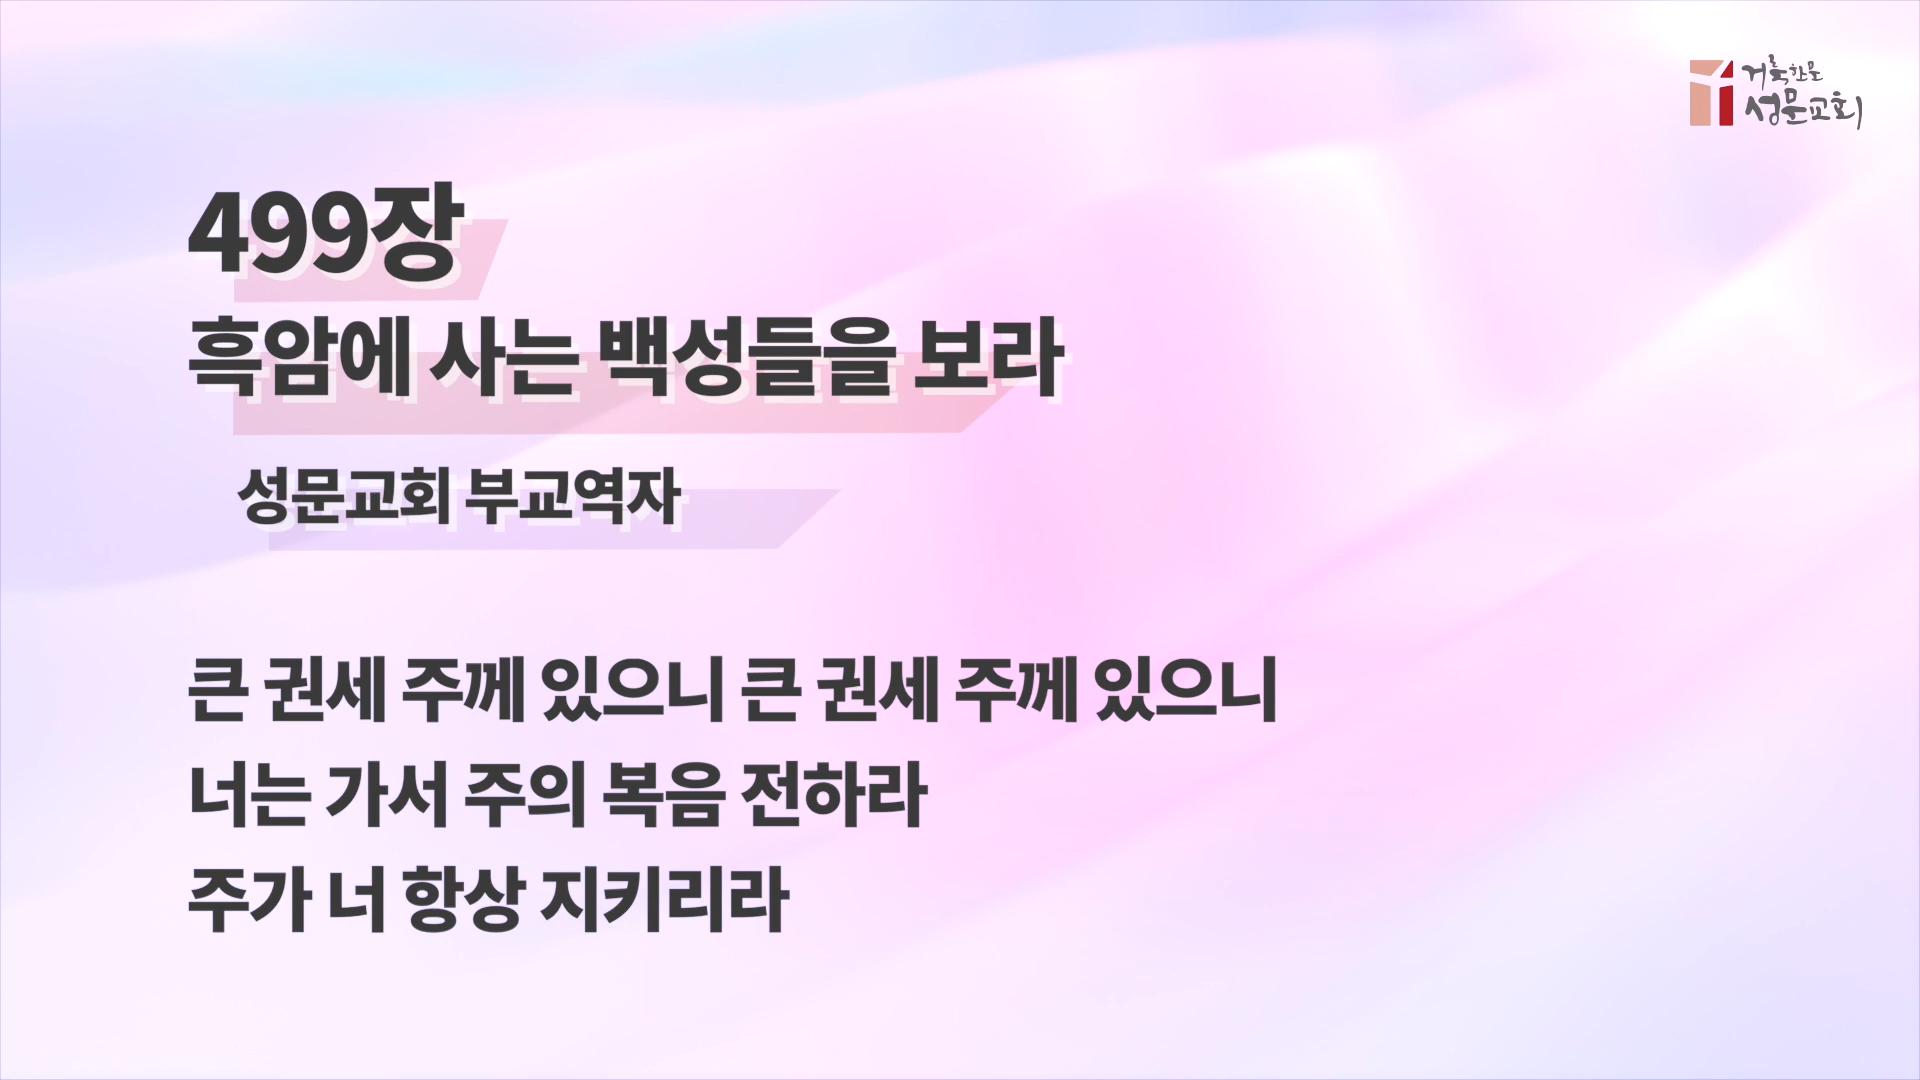 거룩한문
성문교회
499장
흑암에 사는 백성들을 보라
성문교회 부교역자
큰 권세 주께 있으니 큰 권세 주께 있으니
너는 가서 주의 복음 전하라
주가 너 항상 지키리라